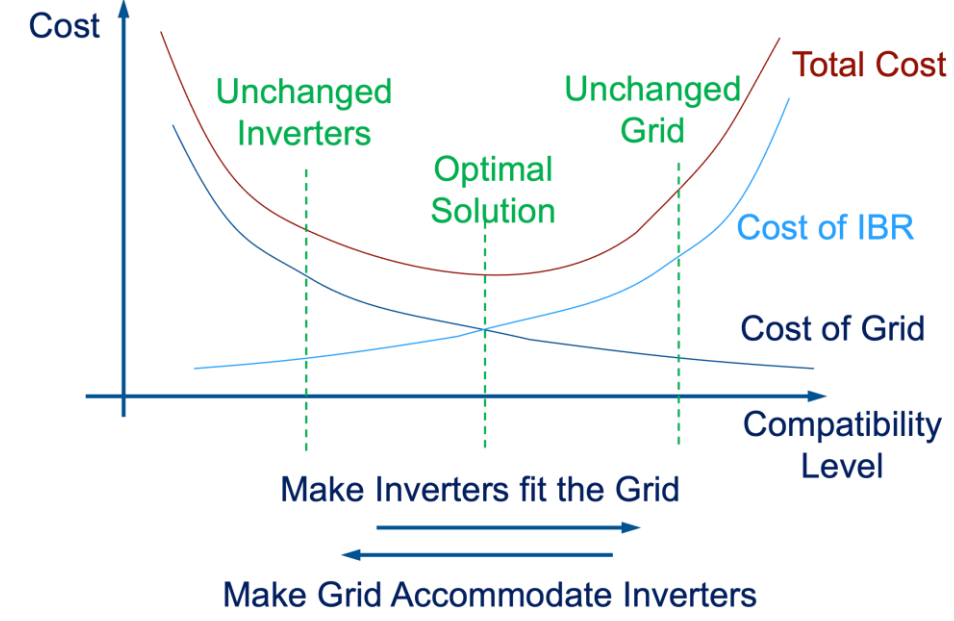 Cost
Total Cost
Unchanged
Inverters
Unchanged
Grid
Optimal
Solution
Cost of IBR
Cost of Grid
Compatibility
Level
Make Inverters fit the Grid
Make Grid Accommodate Inverters